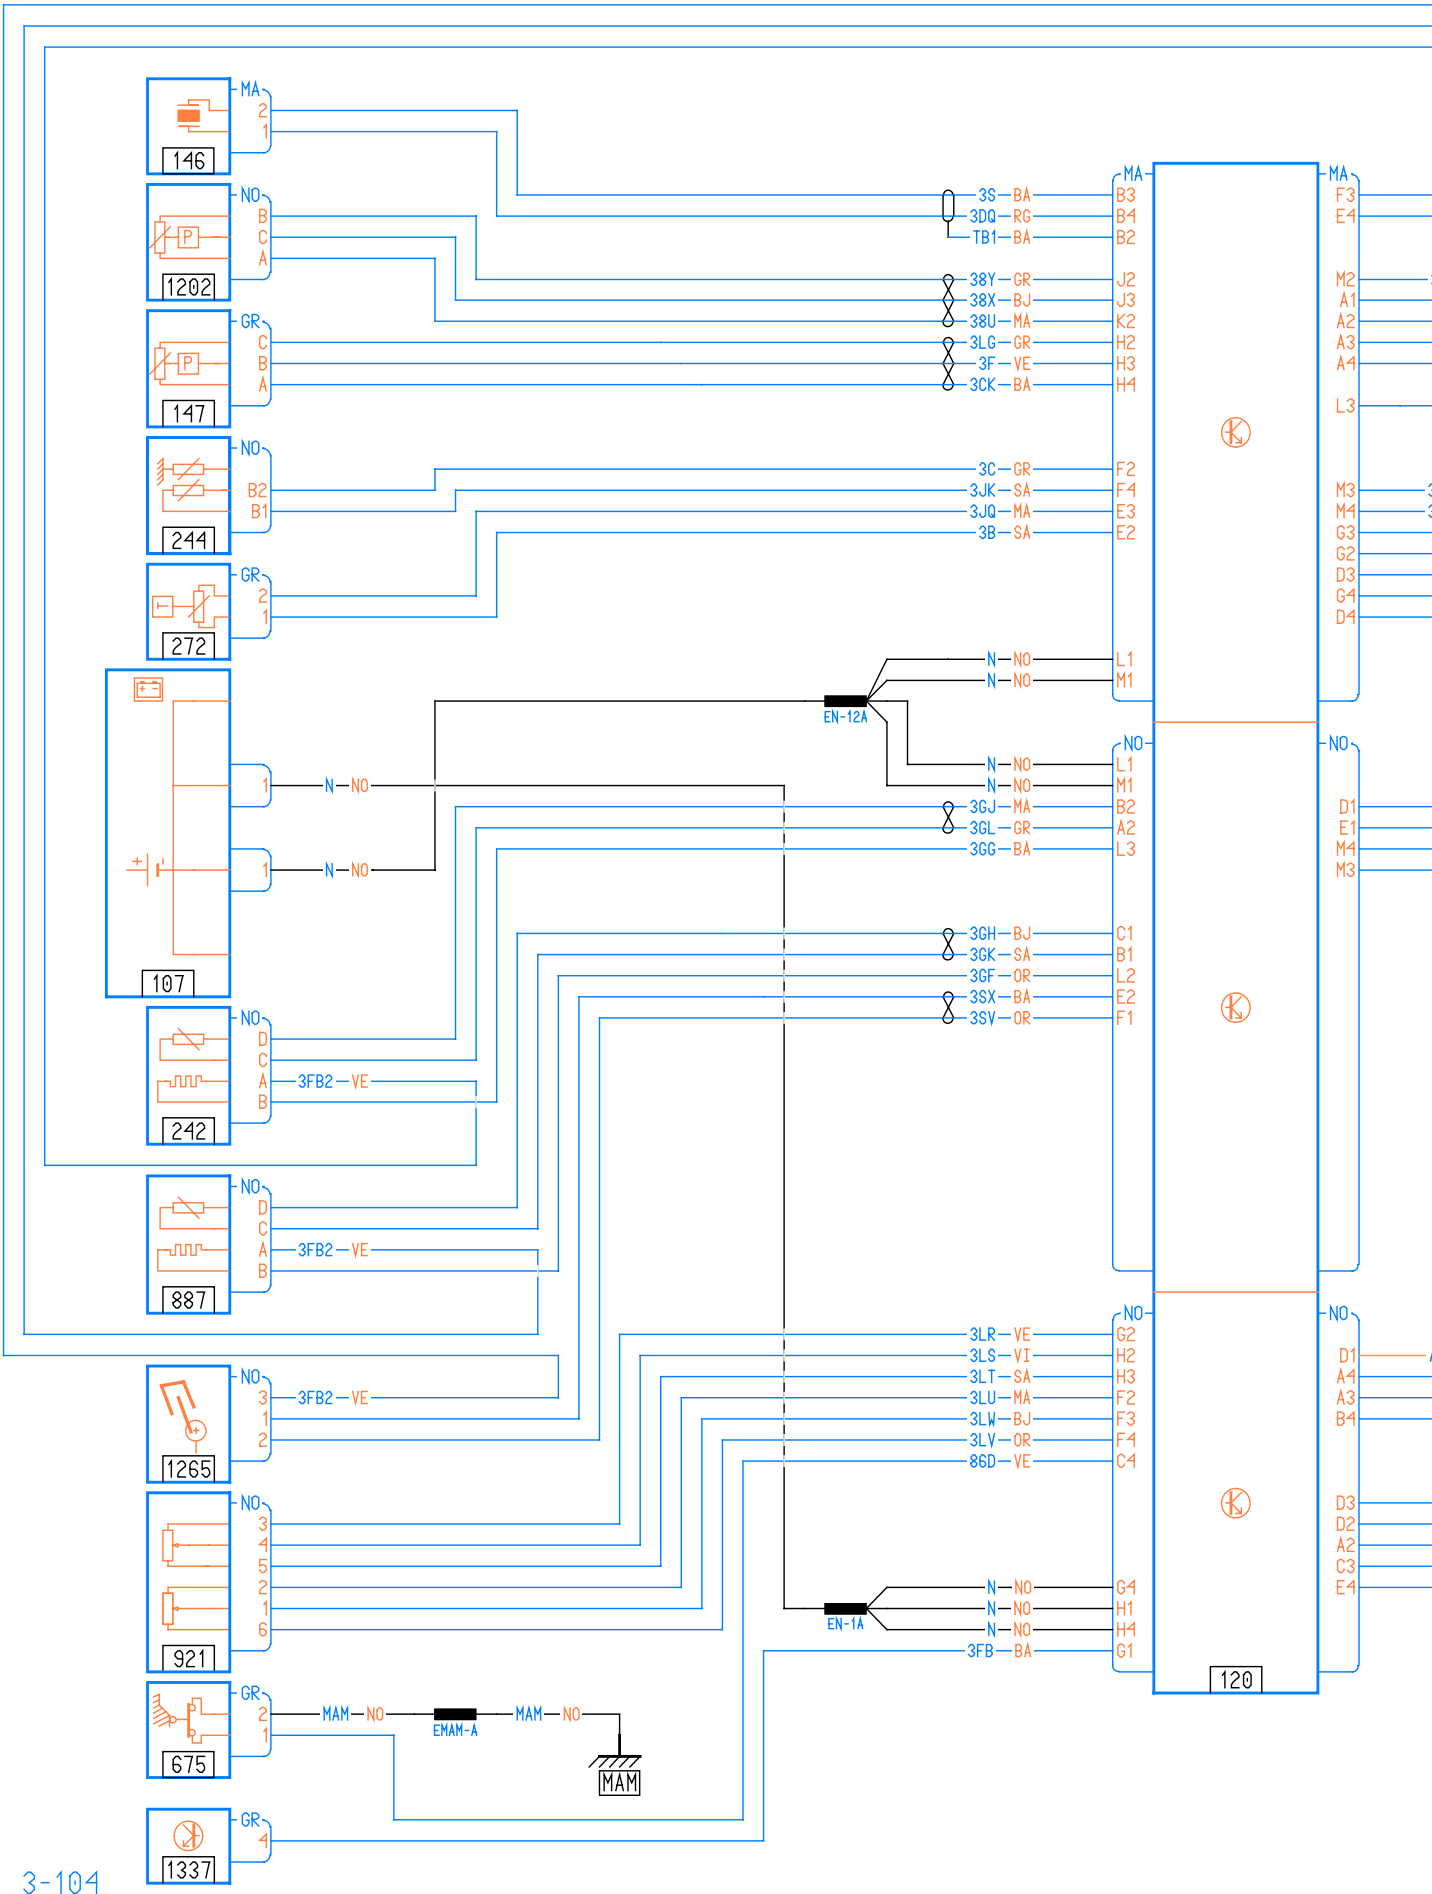 MA
2
1
146
NO
B
C
A
P
1202
GR
C
B
A
P
147
NO
B2
B1
244
GR
2
1
T
272
1 N NO
+ -
1 N NO
107
NO
D
C
A 3FB2 VE
B
242
NO
D
C
A 3FB2 VE
B
887
NO
3 3FB2 VE
1
2
1265
NO
3
4
5
2
1
6
921
GR
2 MAM NO EMAM-A MAM NO
1
675
MAM
GR
4
1337
3-104
MA
3S BA B3
3DQ RG B4
TB1 BA B2
38Y GR J2
38X BJ J3
38U MA K2
3LG GR H2
3F VE H3
3CK BA H4
3C GR F2
3JK SA F4
3JQ MA E3
3B SA E2
N NO L1
N NO M1
EN-12A
NO
N NO L1
N NO M1
3GJ MA B2
3GL GR A2
3GG BA L3
3GH BJ C1
3GK SA B1
3GF OR L2
3SX BA E2
3SV OR F1
NO
3LR VE G2
3LS VI H2
3LT SA H3
3LU MA F2
3LW BJ F3
3LV OR F4
86D VE C4
N NO G4
N NO H1
N NO H4
EN-1A
3FB BA G1
120
MA
F3
E4
M2
A1
A2
A3
A4
L3
M3
M4
G3
G2
D3
G4
D4
NO
D1
E1
M4
M3
NO
D1
A4
A3
B4
D3
D2
A2
C3
E4